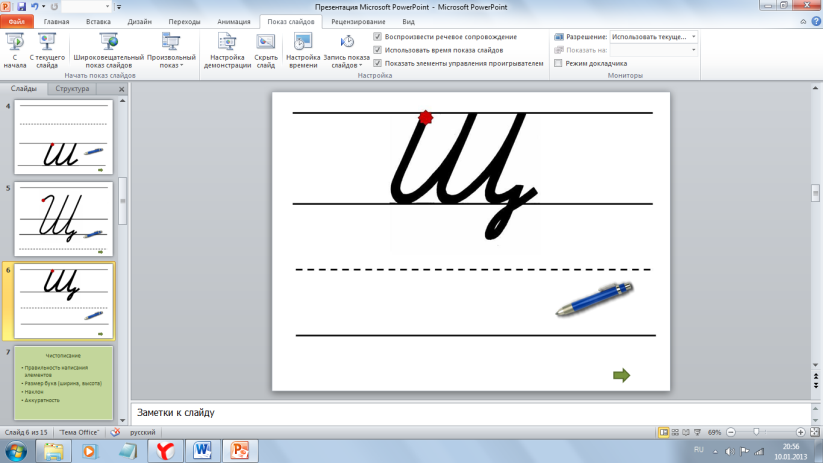 Презентация Microsoft PowerPoint - Microsoft PowerPoint
Файл Главная Вставка Дизайн Переходы Анимация Показ слайдов Рецензирование Вид
С начала
С текущего слайда
Широковещательный показ слайдов
Произвольный показ
Начать показ слайдов
Настройка демонстрации
Скрыть слайд
Настройка времени
Запись показа слайдов
Воспроизвести речевое сопровождение
Использовать время показа слайдов
Показать элементы управления проигрывателем
Настройка
Разрешение: Использовать текуще...
Показать на:
Режим докладчика
Мониторы
Слайды Структура
4
Ш
5
Щ
6
щ
7
Чистописание
• Правильность написания элементов
• Размер букв (ширина, высота)
• Наклон
• Аккуратность
щ
Заметки к слайду
Слайд 6 из 15 "Тема Office" русский 69%
RU 20:56
10.01.2013